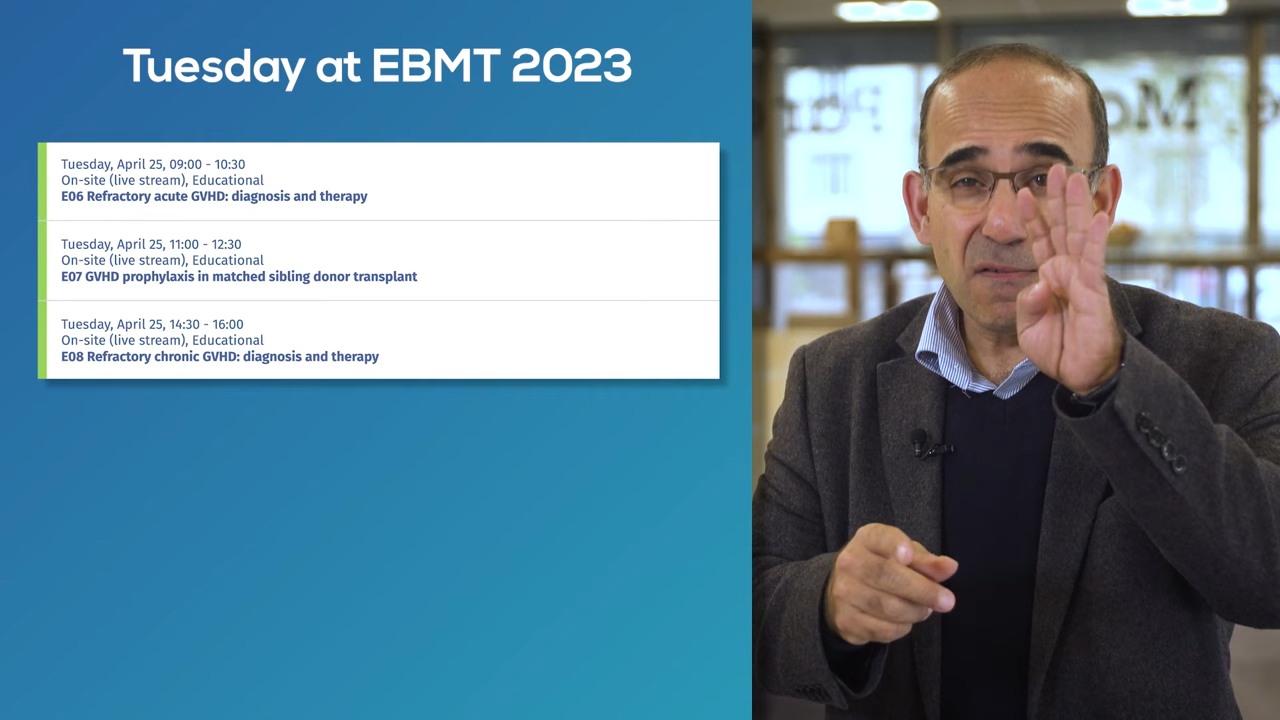 Tuesday at EBMT 2023
Tuesday, April 25, 09:00 - 10:30
On-site (live stream), Educational
E06 Refractory acute GVHD: diagnosis and therapy
Tuesday, April 25, 11:00 - 12:30
On-site (live stream), Educational
E07 GVHD prophylaxis in matched sibling donor transplant
Tuesday, April 25, 14:30 - 16:00
On-site (live stream), Educational
E08 Refractory chronic GVHD: diagnosis and therapy